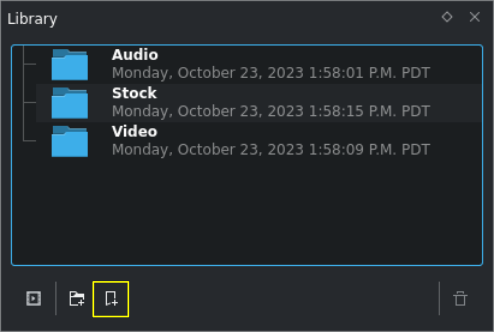 Library
Audio
Monday, October 23, 2023 1:58:01 P.M. PDT
Stock
Monday, October 23, 2023 1:58:15 P.M. PDT
Video
Monday, October 23, 2023 1:58:09 P.M. PDT